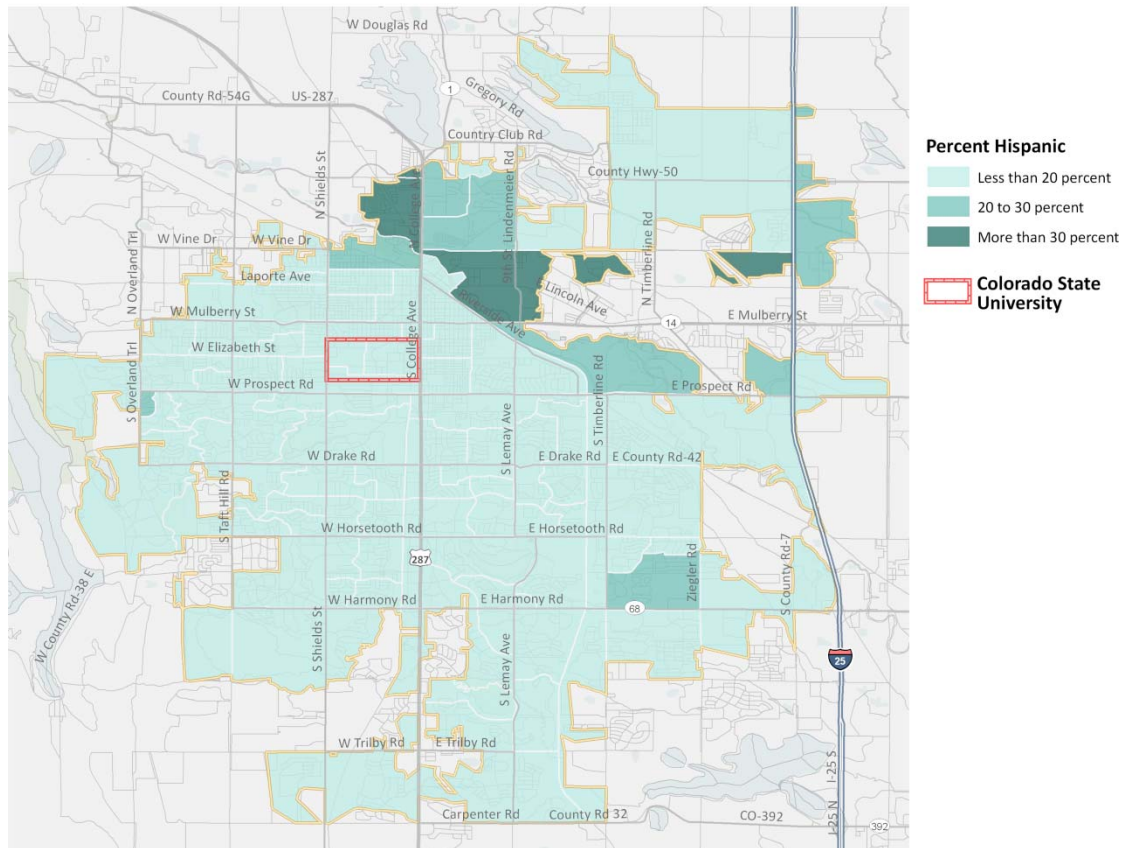 W Douglas Rd
Gregory Rd
County Rd-54G
US-287
1
Country Club Rd
N Shields St
N College Ave
9th St
Lindenmeier Rd
County Hwy-50
N Timberline Rd
W Vine Dr
W Vine Dr
N Overland Trl
Laporte Ave
Lincoln Ave
Riverside Ave
W Mulberry St
14
E Mulberry St
W Elizabeth St
S College Ave
S Overland Trl
W Prospect Rd
E Prospect Rd
S Timberline Rd
S Lemay Ave
W Drake Rd
E Drake Rd
E County Rd-42
S Taft Hill Rd
W Horsetooth Rd
E Horsetooth Rd
287
Ziegler Rd
S County Rd-7
W County Rd-38 E
W Harmony Rd
E Harmony Rd
68
S Shields St
S Lemay Ave
25
W Trilby Rd
E Trilby Rd
I-25 S
I-25 N
Carpenter Rd
County Rd 32
CO-392
392
Percent Hispanic
Less than 20 percent
20 to 30 percent
More than 30 percent
Colorado State
University